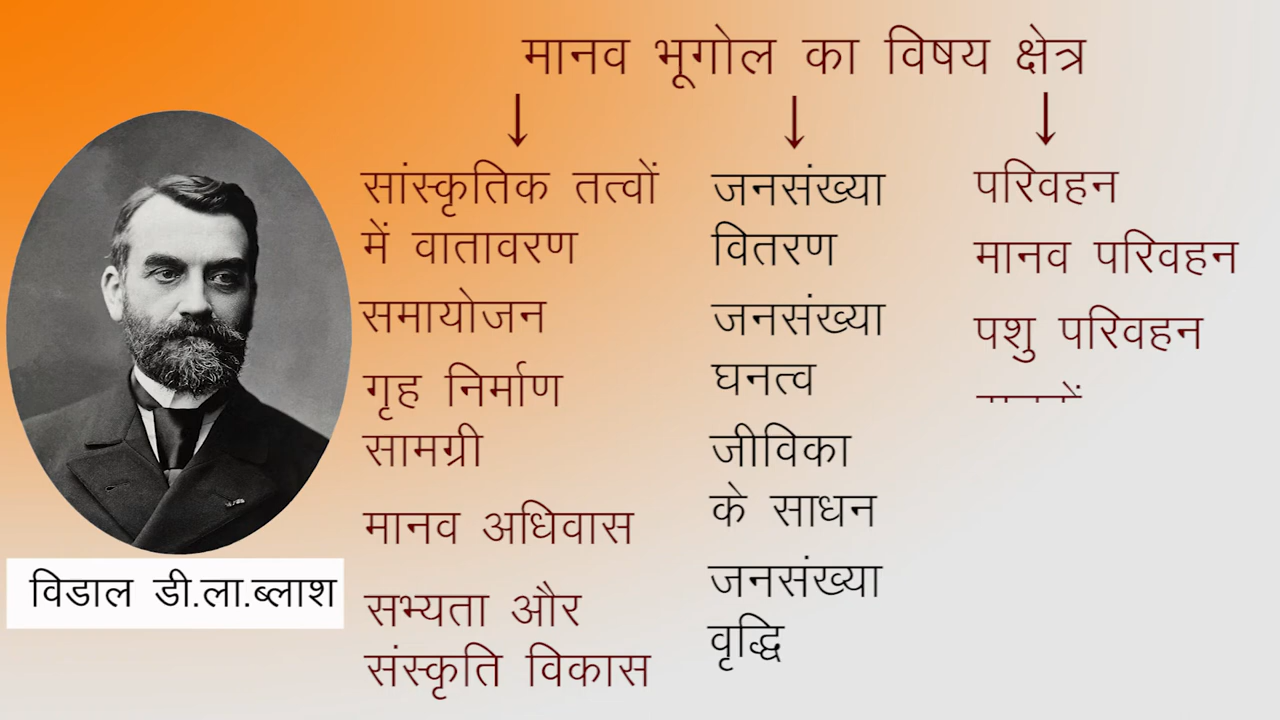 मानव भूगोल का विषय क्षेत्र
सांस्कृतिक तत्वों
में वातावरण
समायोजन
गृह निर्माण
सामग्री
मानव अधिवास
सभ्यता और
संस्कृति विकास
जनसंख्या
वितरण
जनसंख्या
घनत्व
जीविका
के साधन
जनसंख्या
वृद्धि
परिवहन
मानव परिवहन
पशु परिवहन
विडाल डी.ला.ब्लाश